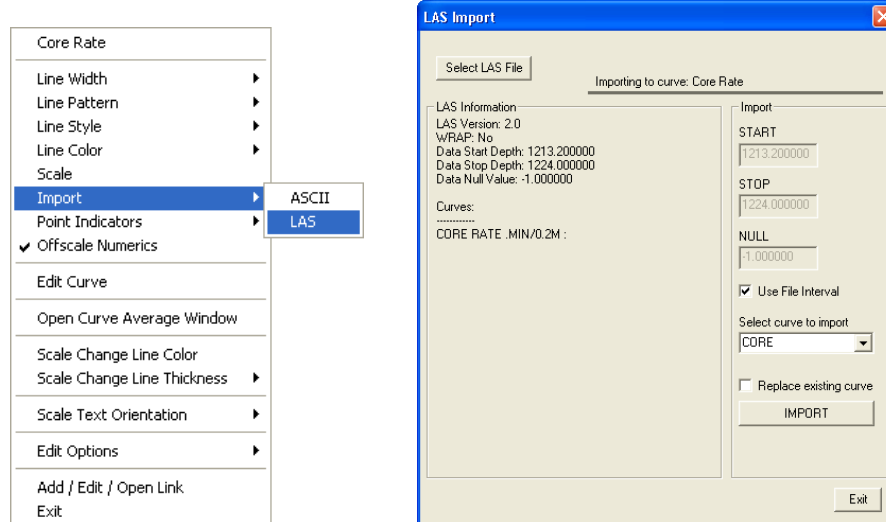 Core Rate
Line Width
Line Pattern
Line Style
Line Color
Scale
Import
Point Indicators
Offscale Numerics
Edit Curve
Open Curve Average Window
Scale Change Line Color
Scale Change Line Thickness
Scale Text Orientation
Edit Options
Add / Edit / Open Link
Exit
ASCII
LAS
LAS Import
Select LAS File
Importing to curve: Core Rate
LAS Information
LAS Version: 2.0
WRAP: No
Data Start Depth: 1213.200000
Data Stop Depth: 1224.000000
Data Null Value: -1.000000
Curves:
------------
CORE RATE .MIN/0.2M :
Import
START
1213.200000
STOP
1224.000000
NULL
-1.000000
Use File Interval
Select curve to import
CORE
Replace existing curve
IMPORT
Exit